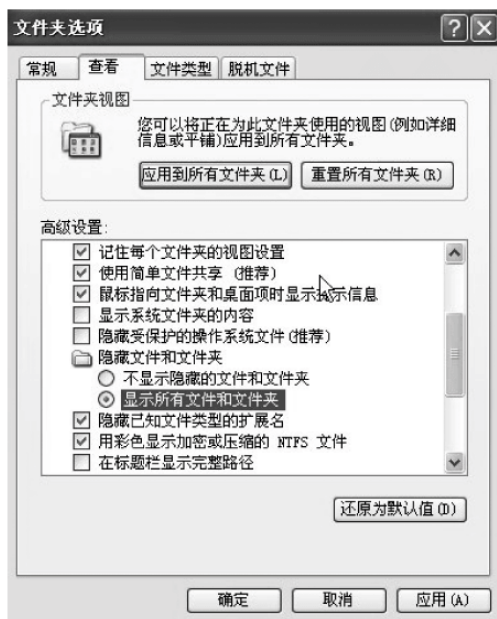 文件夹选项
常规 查看 文件类型 脱机文件
文件夹视图
您可以将正在为此文件夹使用的视图(例如详细
信息或平铺)应用到所有文件夹。
应用到所有文件夹(L) 重置所有文件夹(R)
高级设置:
记住每个文件夹的视图设置
使用简单文件共享 (推荐)
鼠标指向文件夹和桌面项时显示提示信息
显示系统文件夹的内容
隐藏受保护的操作系统文件(推荐)
隐藏文件和文件夹
不显示隐藏的文件和文件夹
显示所有文件和文件夹
隐藏已知文件类型的扩展名
用彩色显示加密或压缩的 NTFS 文件
在标题栏显示完整路径
还原为默认值(D)
确定 取消 应用(A)